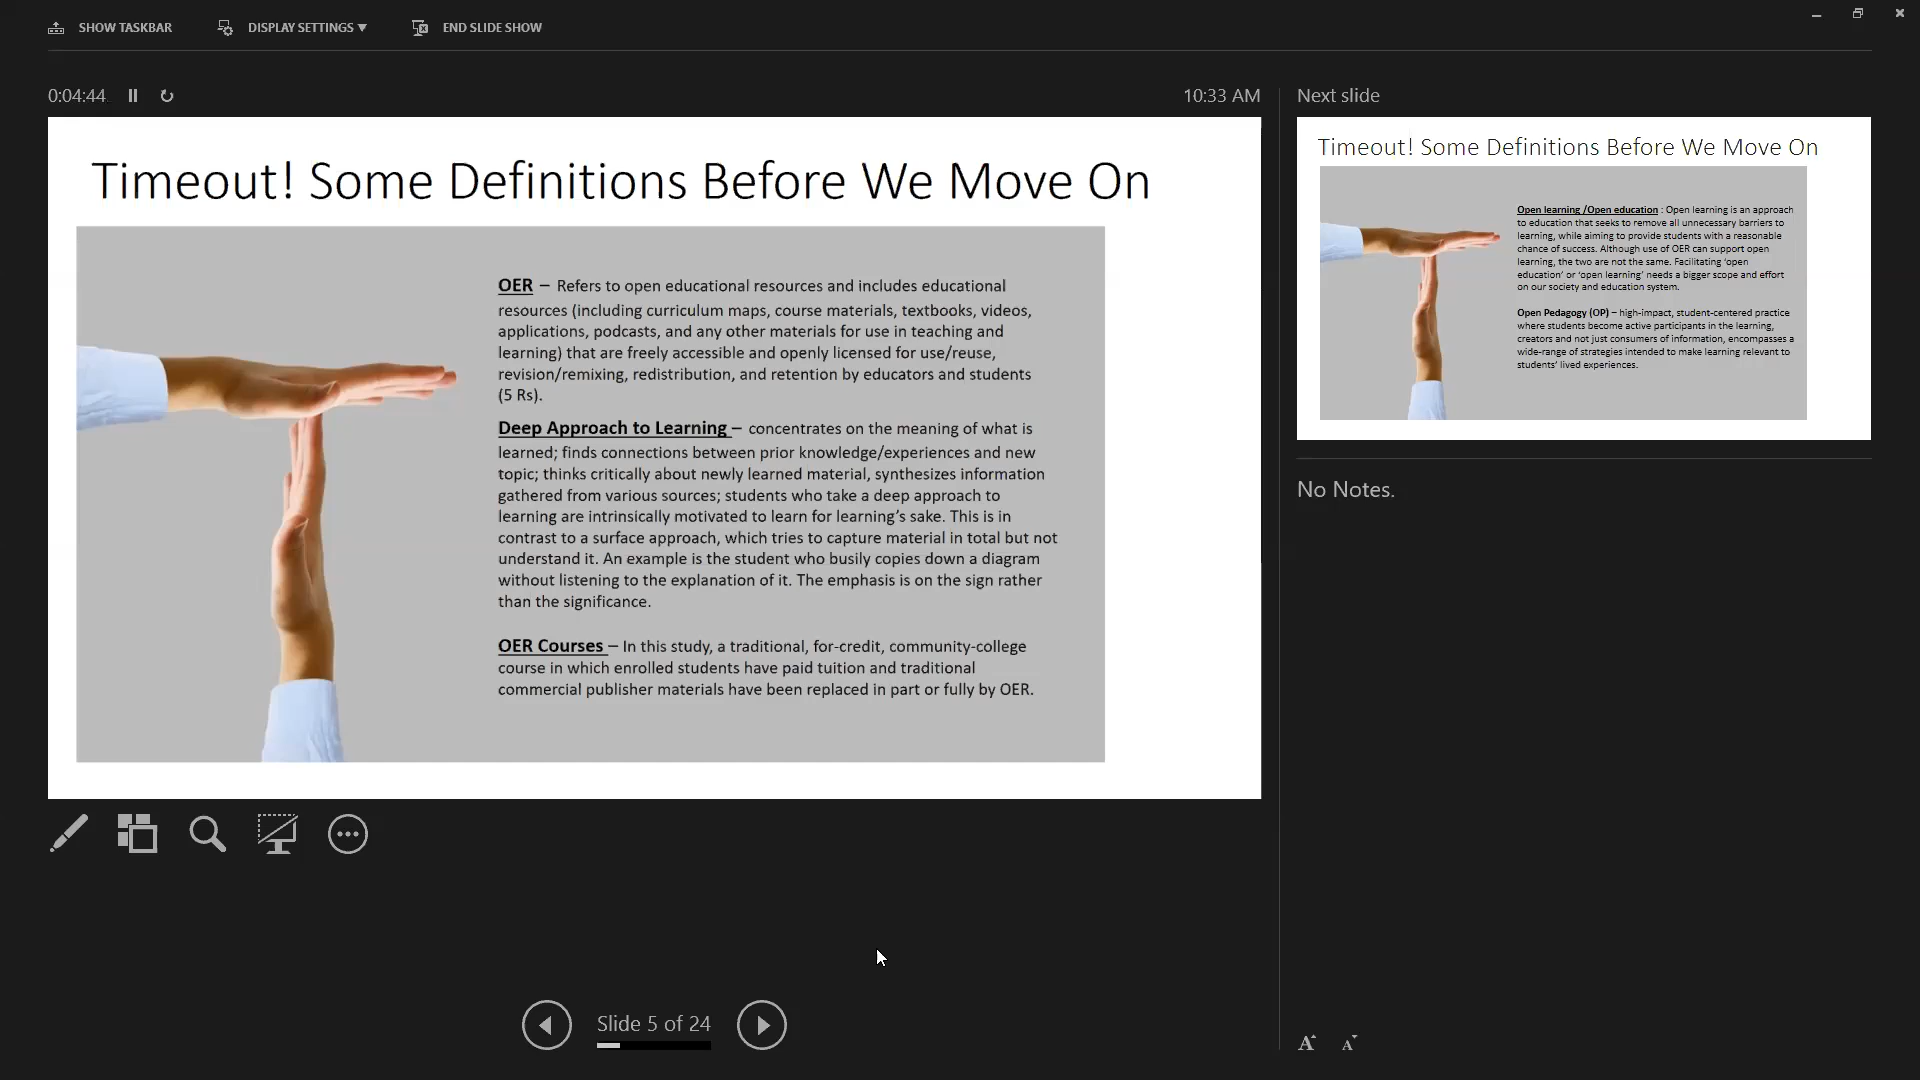 SHOW TASKBAR
DISPLAY SETTINGS ▼
END SLIDE SHOW
0:04:44
10:33 AM
Next slide
Timeout! Some Definitions Before We Move On
OER – Refers to open educational resources and includes educational
resources (including curriculum maps, course materials, textbooks, videos,
applications, podcasts, and any other materials for use in teaching and
learning) that are freely accessible and openly licensed for use/reuse,
revision/remixing, redistribution, and retention by educators and students
(5 Rs).
Deep Approach to Learning – concentrates on the meaning of what is
learned; finds connections between prior knowledge/experiences and new
topic; thinks critically about newly learned material, synthesizes information
gathered from various sources; students who take a deep approach to
learning are intrinsically motivated to learn for learning’s sake. This is in
contrast to a surface approach, which tries to capture material in total but not
understand it. An example is the student who busily copies down a diagram
without listening to the explanation of it. The emphasis is on the sign rather
than the significance.
OER Courses – In this study, a traditional, for-credit, community-college
course in which enrolled students have paid tuition and traditional
commercial publisher materials have been replaced in part or fully by OER.
Timeout! Some Definitions Before We Move On
Open learning /Open education : Open learning is an approach
to education that seeks to remove all unnecessary barriers to
learning, while aiming to provide students with a reasonable
chance of success. Although use of OER can support open
learning, the two are not the same. Facilitating ‘open
education’ or ‘open learning’ needs a bigger scope and effort
on our society and education system.
Open Pedagogy (OP) – high-impact, student-centered practice
where students become active participants in the learning,
creators and not just consumers of information, encompasses a
wide-range of strategies intended to make learning relevant to
students’ lived experiences.
No Notes.
Slide 5 of 24
A A